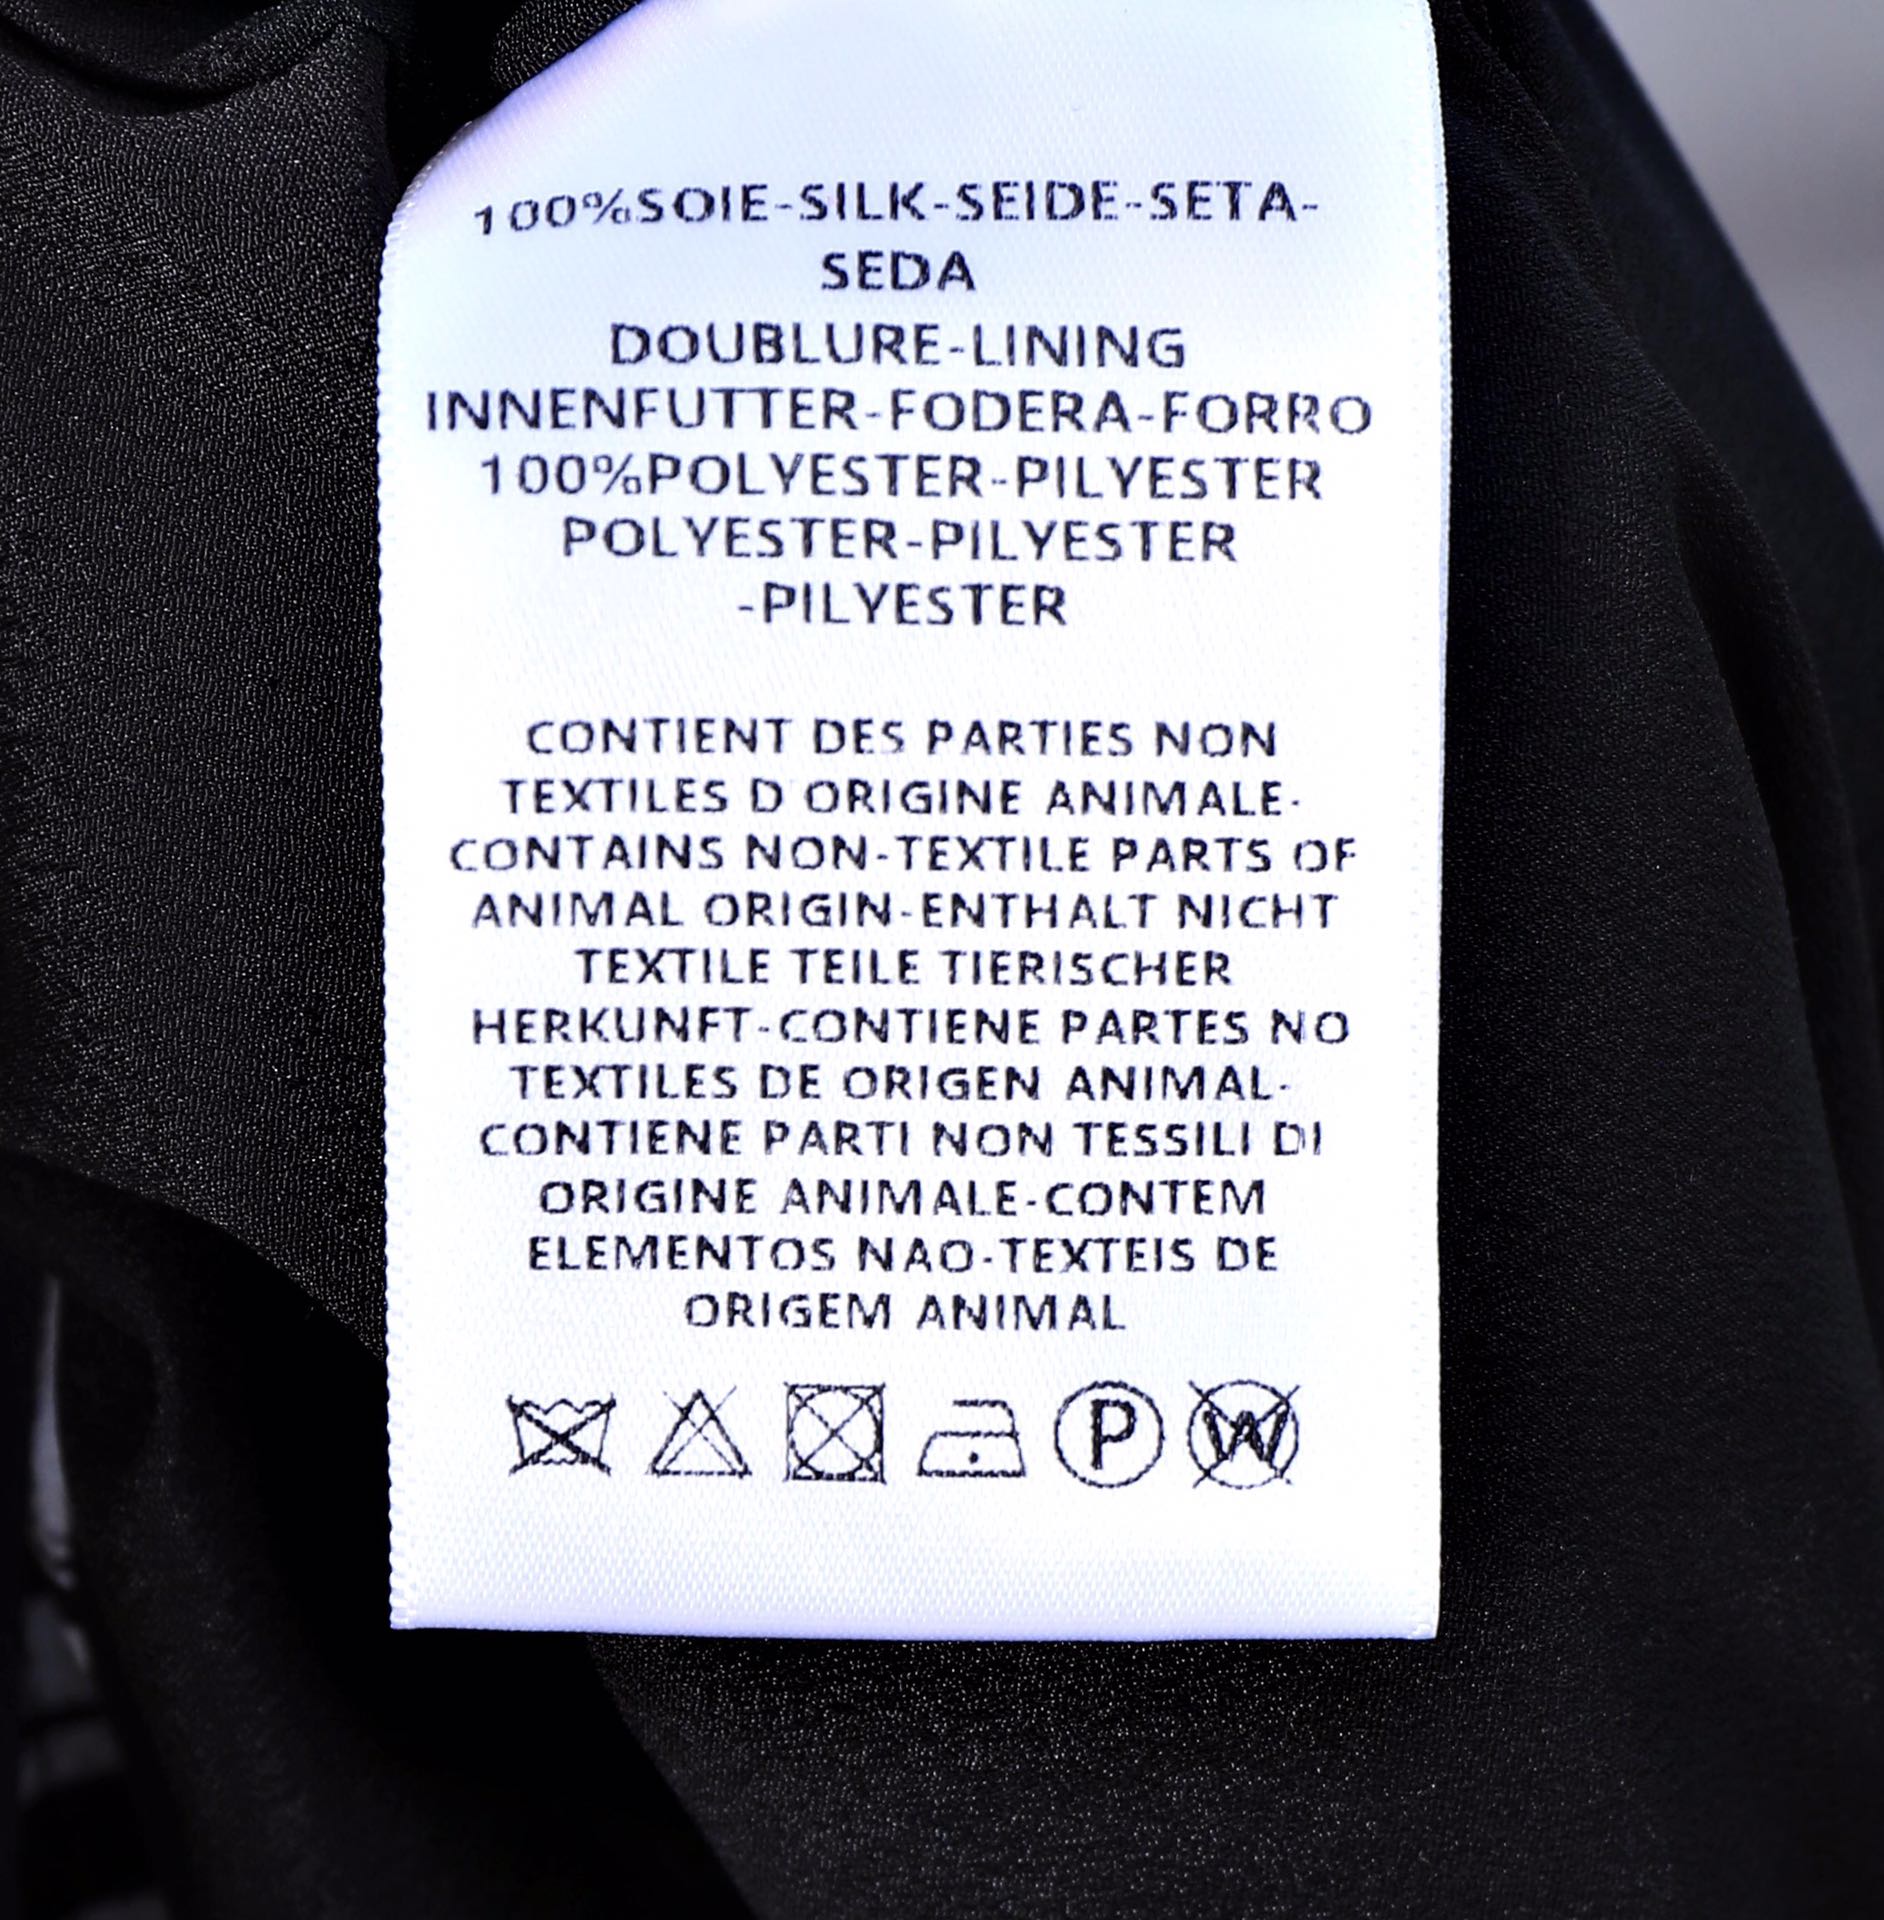 100%SOIE-SILK-SEIDE-SETA-
SEDA
DOUBLURE-LINING
INNENFUTTER-FODERA-FORRO
100%POLYESTER-PILYESTER
POLYESTER-PILYESTER
-PILYESTER
CONTIENT DES PARTIES NON
TEXTILES D'ORIGINE ANIMALE-
CONTAINS NON-TEXTILE PARTS OF
ANIMAL ORIGIN-ENTHALT NICHT
TEXTILE TEILE TIERISCHER
HERKUNFT-CONTIENE PARTES NO
TEXTILES DE ORIGEN ANIMAL-
CONTIENE PARTI NON TESSILI DI
ORIGINE ANIMALE-CONTEM
ELEMENTOS NAO-TEXTEIS DE
ORIGEM ANIMAL
P W